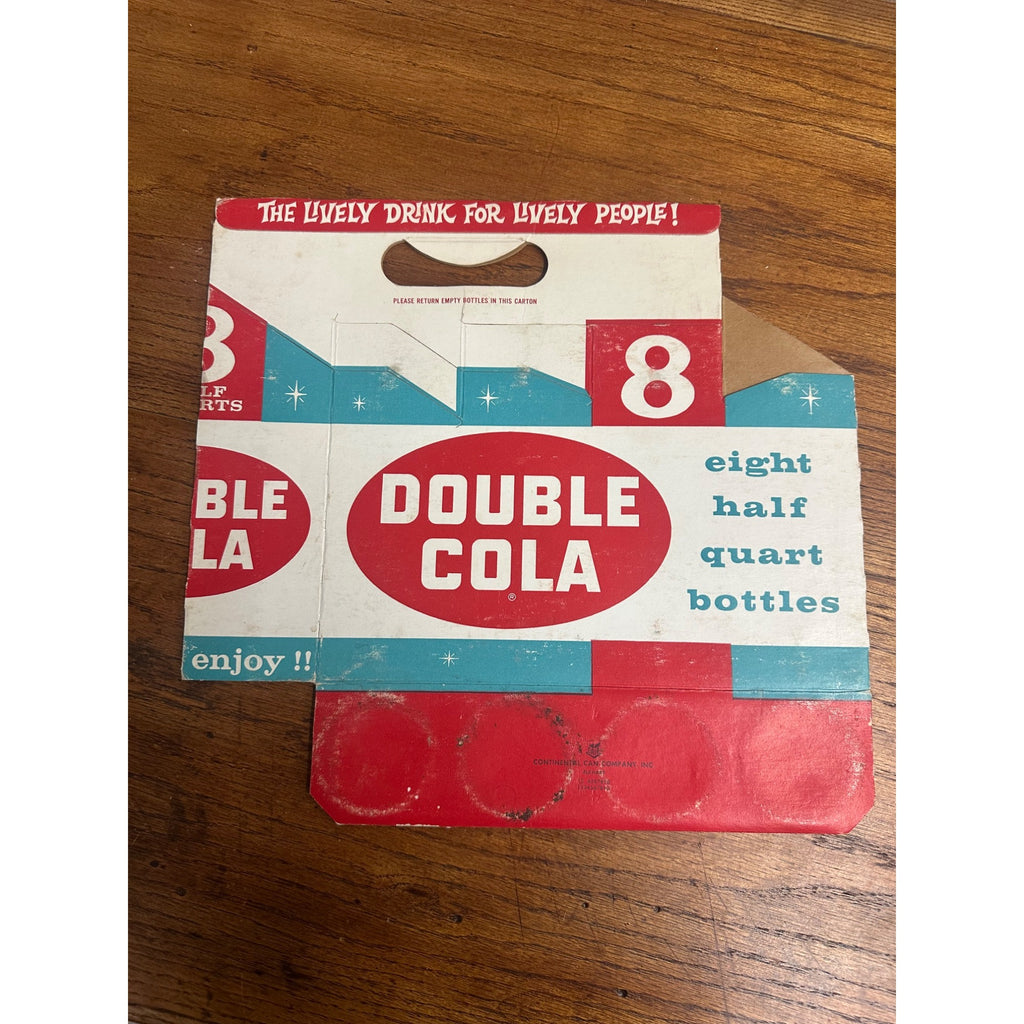 THE LIVELY DRINK FOR LIVELY PEOPLE!
PLEASE RETURN EMPTY BOTTLES IN THIS CARTON
8
LF
RTS
8
BLE
LA
DOUBLE
COLA
®
eight
half
quart
bottles
enjoy !!
CONTINENTAL CAN COMPANY, INC.